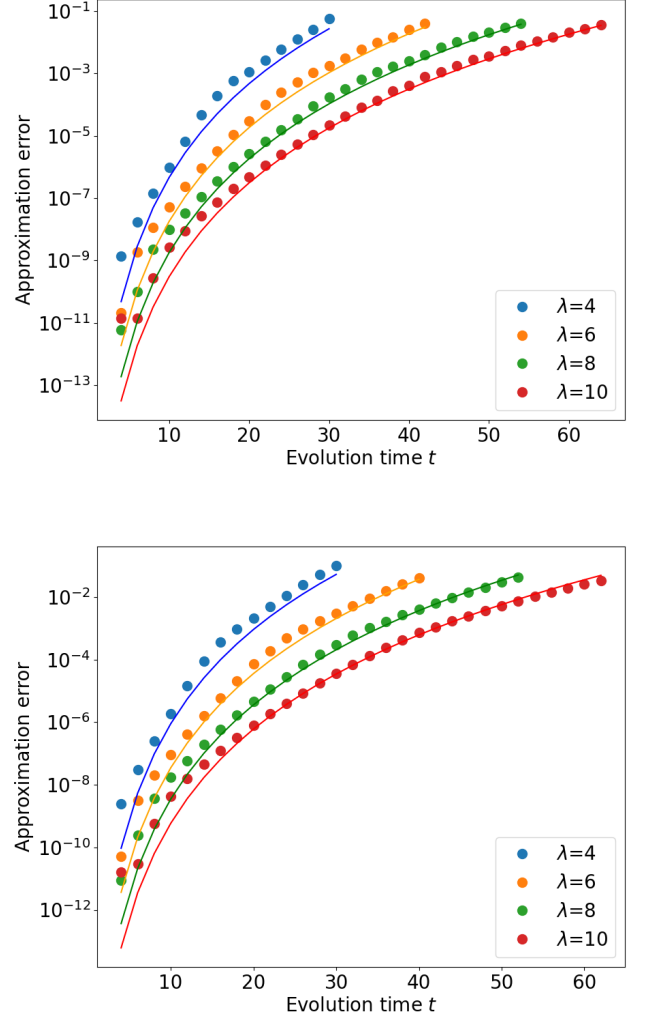 10⁻¹
10⁻³
10⁻⁵
10⁻⁷
10⁻⁹
10⁻¹¹
10⁻¹³
Approximation error
λ=4
λ=6
λ=8
λ=10
10 20 30 40 50 60
Evolution time t
10⁻²
10⁻⁴
10⁻⁶
10⁻⁸
10⁻¹⁰
10⁻¹²
Approximation error
λ=4
λ=6
λ=8
λ=10
10 20 30 40 50 60
Evolution time t